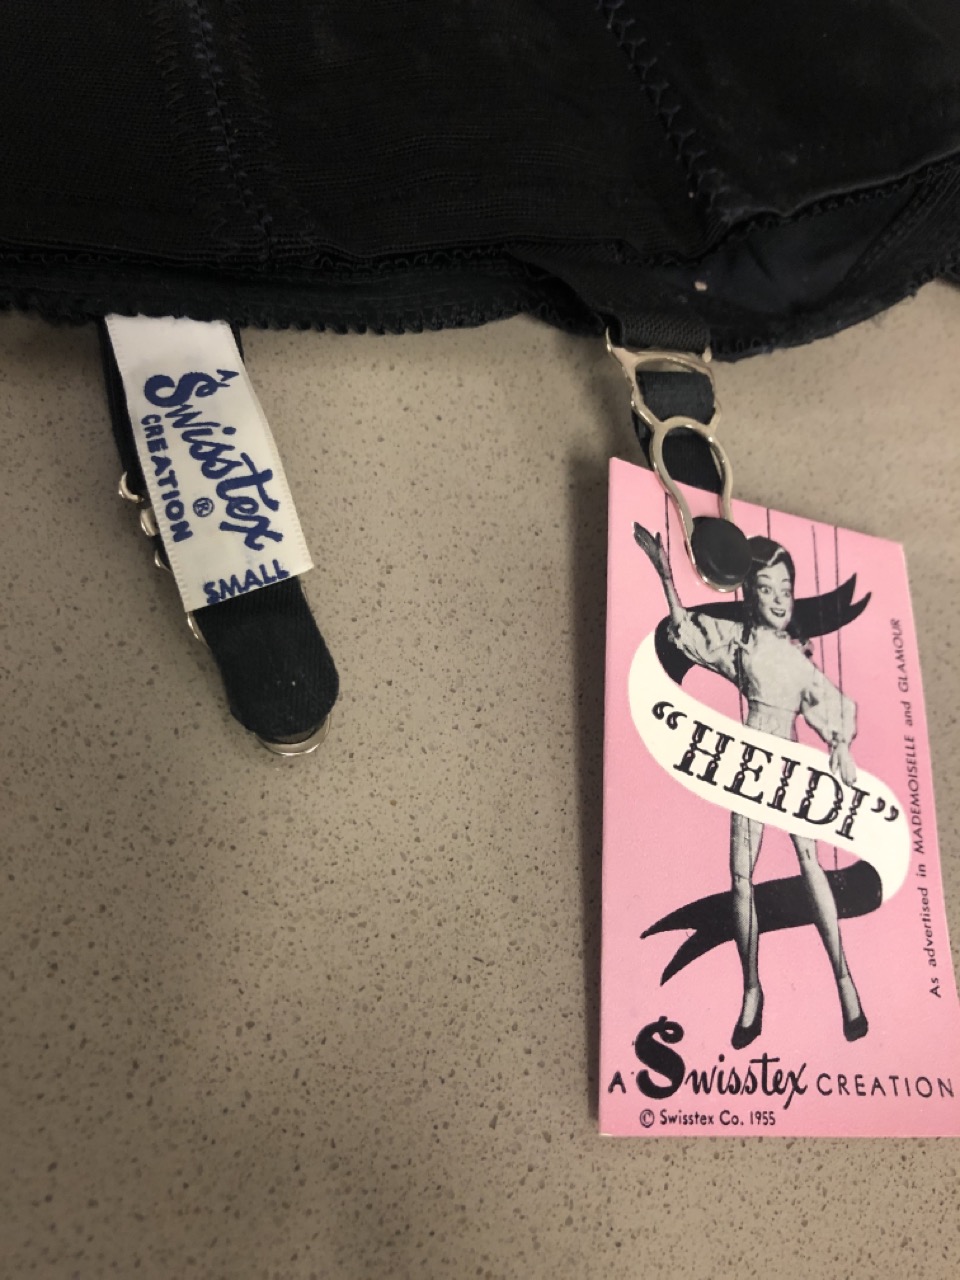 A
Swisstex
CREATION
®
SMALL
“HEIDI”
As advertised in MADEMOISELLE and GLAMOUR
A Swisstex CREATION
© Swisstex Co. 1955